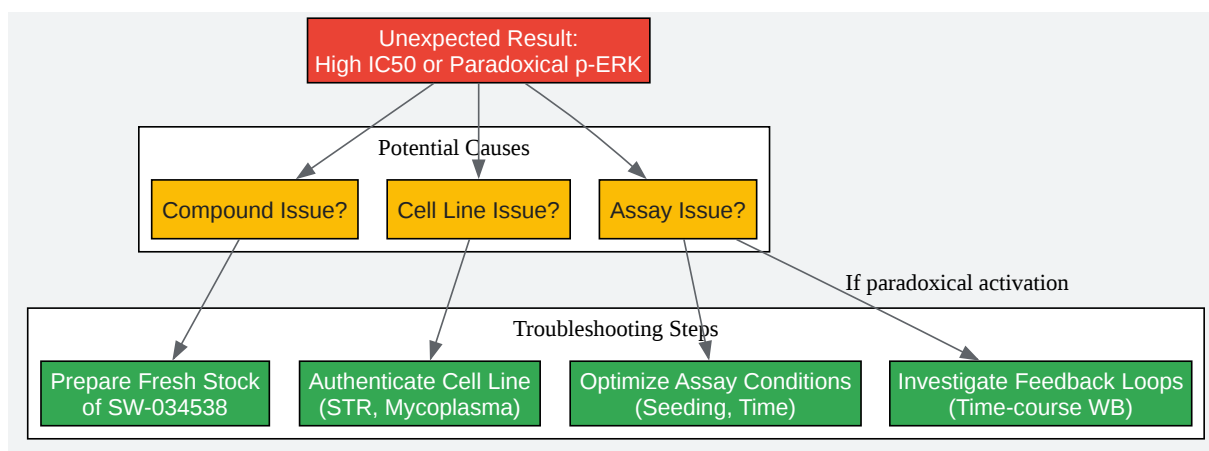 Unexpected Result:
High IC50 or Paradoxical p-ERK
Potential Causes
Compound Issue?
Cell Line Issue?
Assay Issue?
If paradoxical activation
Troubleshooting Steps
Prepare Fresh Stock
of SW-034538
Authenticate Cell Line
(STR, Mycoplasma)
Optimize Assay Conditions
(Seeding, Time)
Investigate Feedback Loops
(Time-course WB)